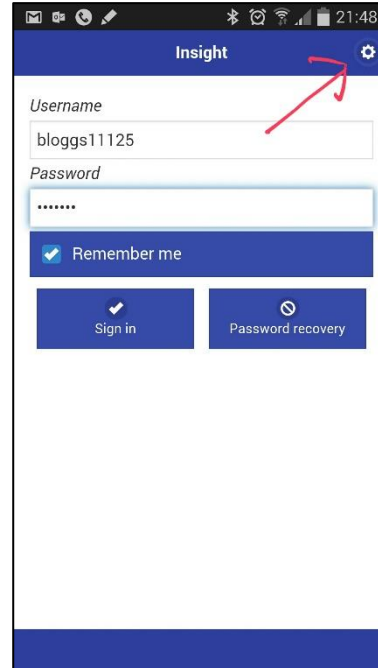 21:48
Insight
Username
bloggs11125
Password
•••••••
Remember me
Sign in
Password recovery